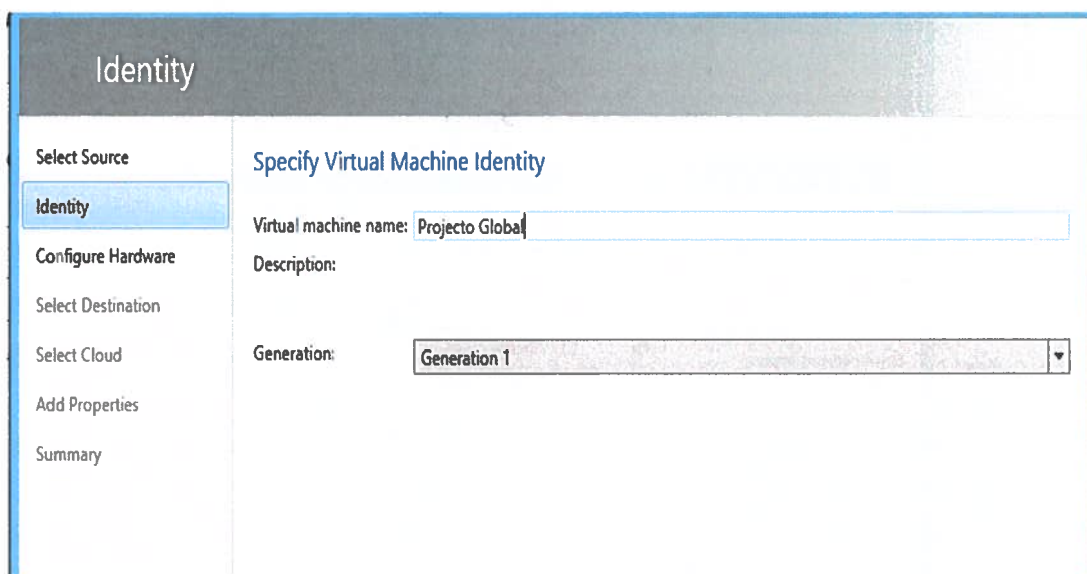 Identity
Select Source
Identity
Configure Hardware
Select Destination
Select Cloud
Add Properties
Summary
Specify Virtual Machine Identity
Virtual machine name: Projecto Global
Description:
Generation: Generation 1